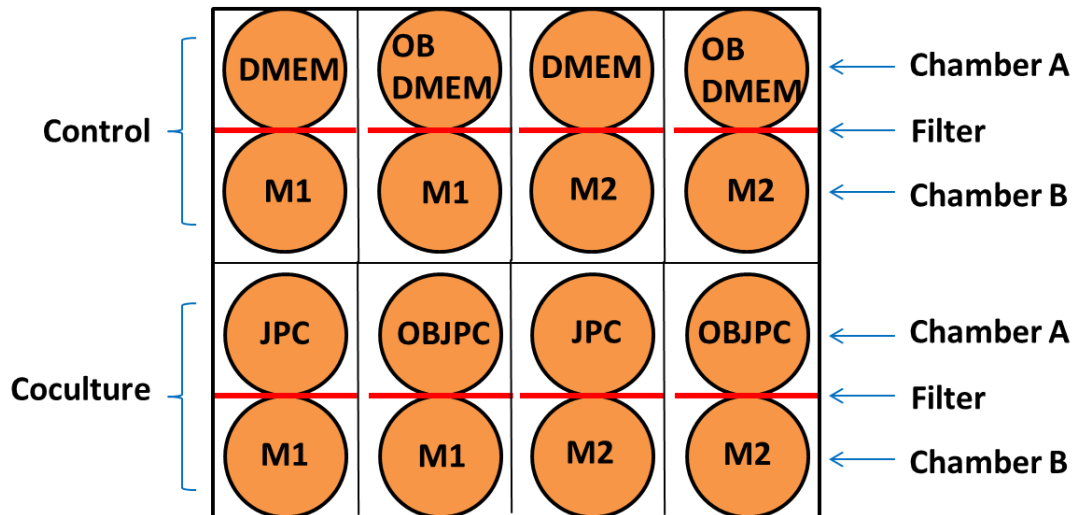 DMEM
OB
DMEM
DMEM
OB
DMEM
Chamber A
Control
Filter
M1
M1
M2
M2
Chamber B
JPC
OBJPC
JPC
OBJPC
Chamber A
Coculture
Filter
M1
M1
M2
M2
Chamber B